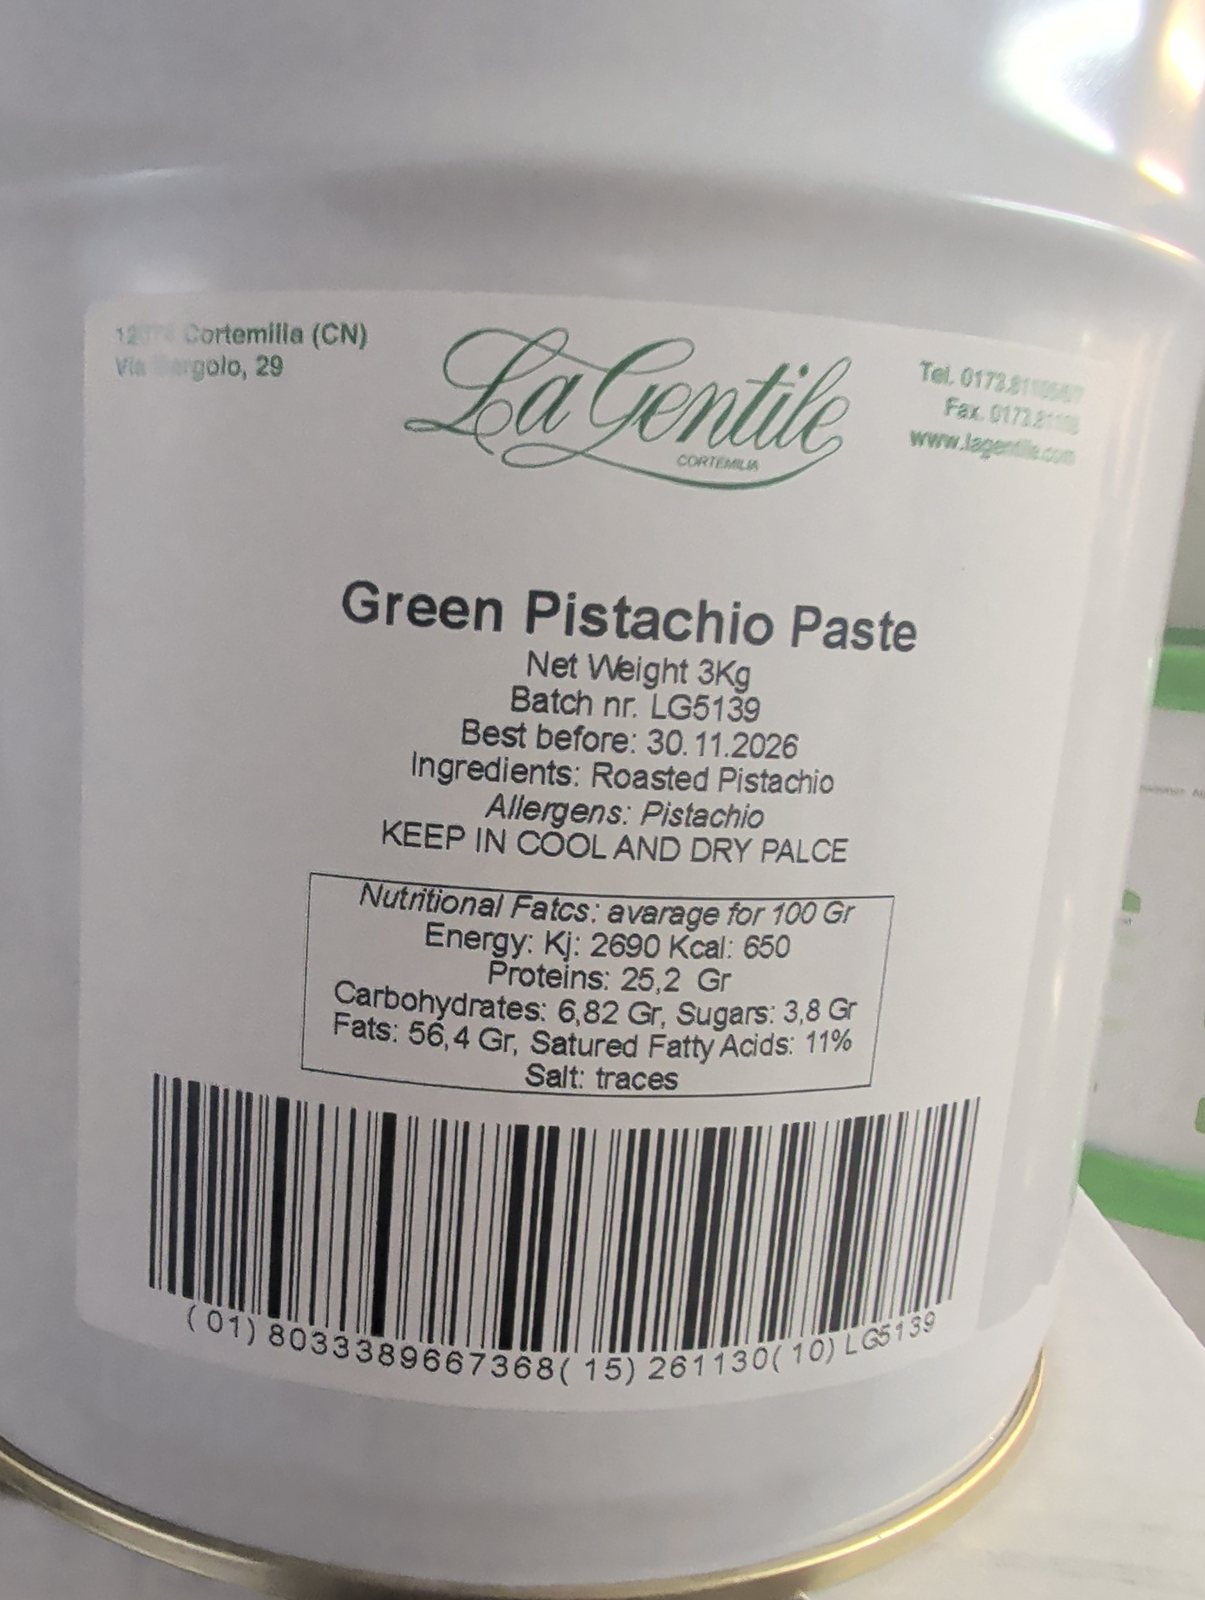 Cortemilia (CN)
29
La Gentile
CORTEMILIA
Tel.
Fax.
www.lagentile.com
Green Pistachio Paste
Net Weight 3Kg
Batch nr. LG5139
Best before: 30.11.2026
Ingredients: Roasted Pistachio
Allergens: Pistachio
KEEP IN COOL AND DRY PALCE
Nutritional Fatcs: avarage for 100 Gr
Energy: Kj: 2690 Kcal: 650
Proteins: 25,2 Gr
Carbohydrates: 6,82 Gr, Sugars: 3,8 Gr
Fats: 56,4 Gr, Satured Fatty Acids: 11%
Salt: traces
(01)8033389667368(15)261130(10)LG5139